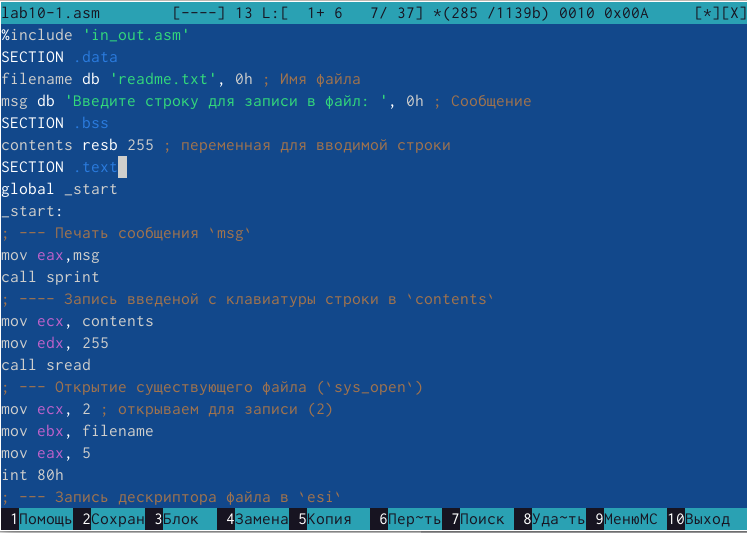 lab10-1.asm        [----] 13 L:[  1+ 6   7/ 37] *(285 /1139b) 0010 0x00A     [*][X]
%include 'in_out.asm'
SECTION .data
filename db 'readme.txt', 0h ; Имя файла
msg db 'Введите строку для записи в файл: ', 0h ; Сообщение
SECTION .bss
contents resb 255 ; переменная для вводимой строки
SECTION .text
global _start
_start:
; --- Печать сообщения `msg`
mov eax,msg
call sprint
; ---- Запись введеной с клавиатуры строки в `contents`
mov ecx, contents
mov edx, 255
call sread
; --- Открытие существующего файла (`sys_open`)
mov ecx, 2 ; открываем для записи (2)
mov ebx, filename
mov eax, 5
int 80h
; --- Запись дескриптора файла в `esi`
1Помощь 2Сохран 3Блок 4Замена 5Копия 6Пер~ть 7Поиск 8Уда~ть 9МенюMC 10Выход